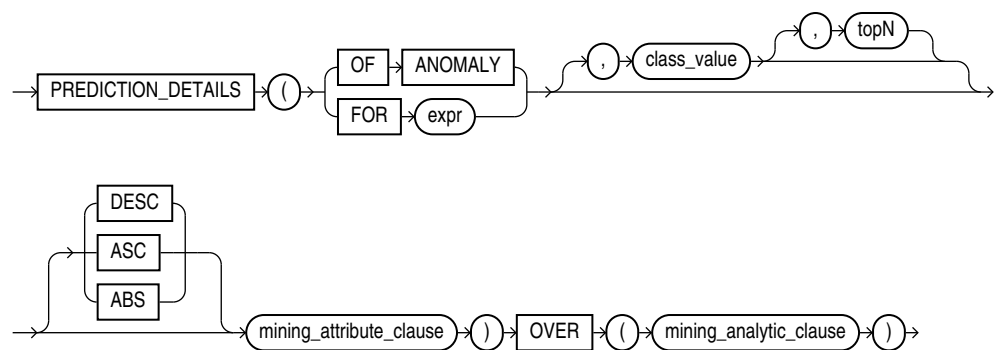 , topN
OF ANOMALY , class_value
PREDICTION_DETAILS (
FOR expr
DESC
ASC
ABS
mining_attribute_clause ) OVER ( mining_analytic_clause )